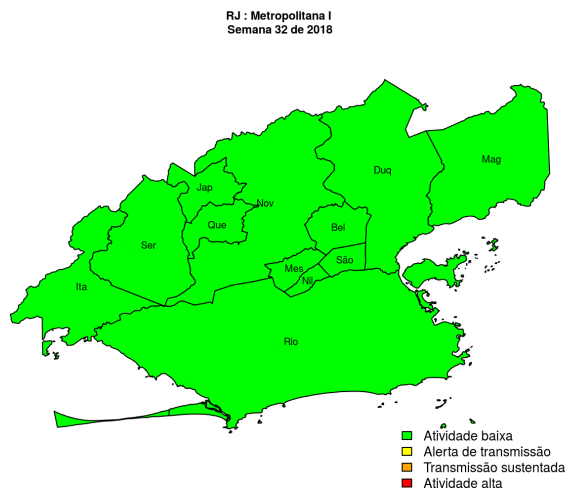 RJ : Metropolitana I
Semana 32 de 2018
Mag
Duq
Jap
Nov
Que
Bel
Ser
São
Mes
Nil
Ita
Rio
Atividade baixa
Alerta de transmissão
Transmissão sustentada
Atividade alta